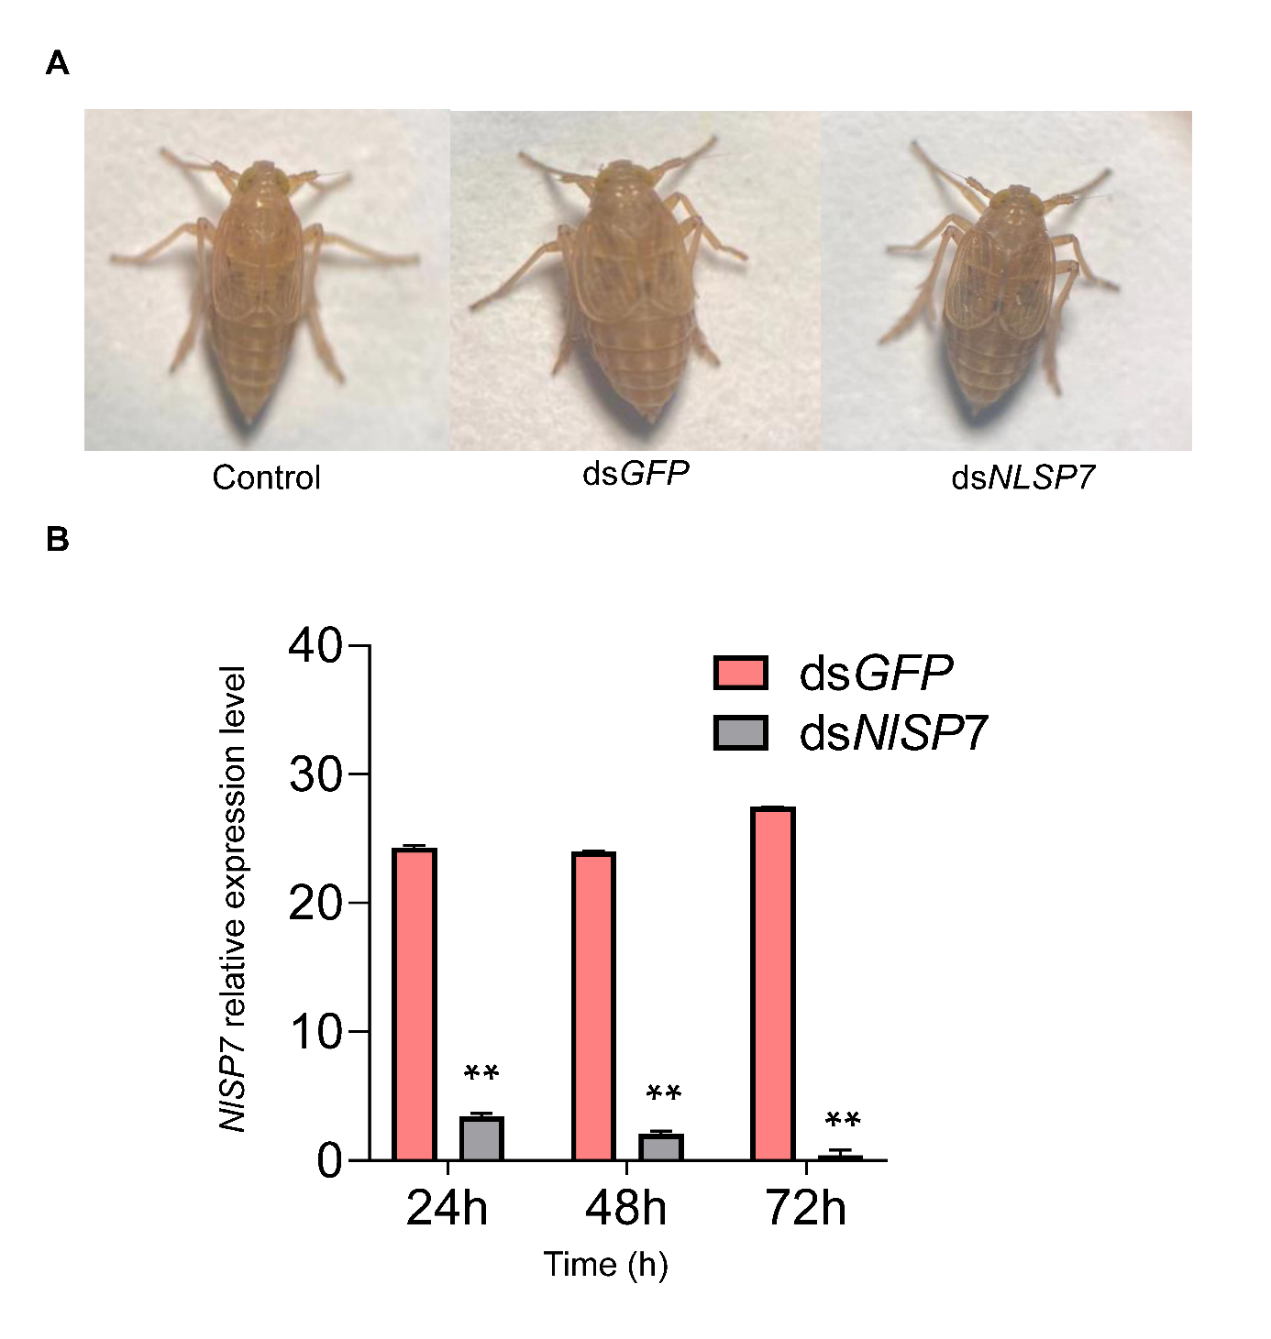 A
Control
dsGFP
dsNLSP7
B
40
30
20
10
0
NlSP7 relative expression level
dsGFP
dsNlSP7
**
**
**
24h
48h
72h
Time (h)